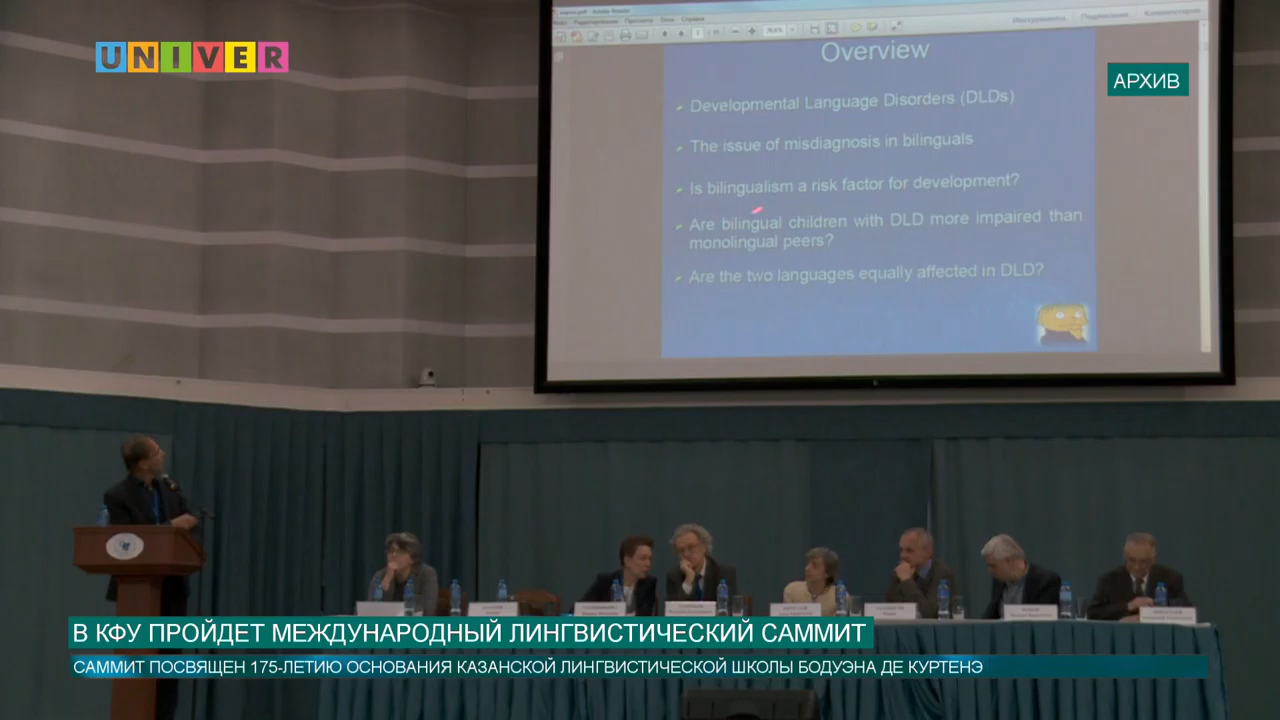 Adobe Reader
UNIVER
АРХИВ
Overview
Developmental Language Disorders (DLDs)
The issue of misdiagnosis in bilinguals
Is bilingualism a risk factor for development?
Are bilingual children with DLD more impaired than
monolingual peers?
Are the two languages equally affected in DLD?
В КФУ ПРОЙДЕТ МЕЖДУНАРОДНЫЙ ЛИНГВИСТИЧЕСКИЙ САММИТ
САММИТ ПОСВЯЩЕН 175-ЛЕТИЮ ОСНОВАНИЯ КАЗАНСКОЙ ЛИНГВИСТИЧЕСКОЙ ШКОЛЫ БОДУЭНА ДЕ КУРТЕНЭ